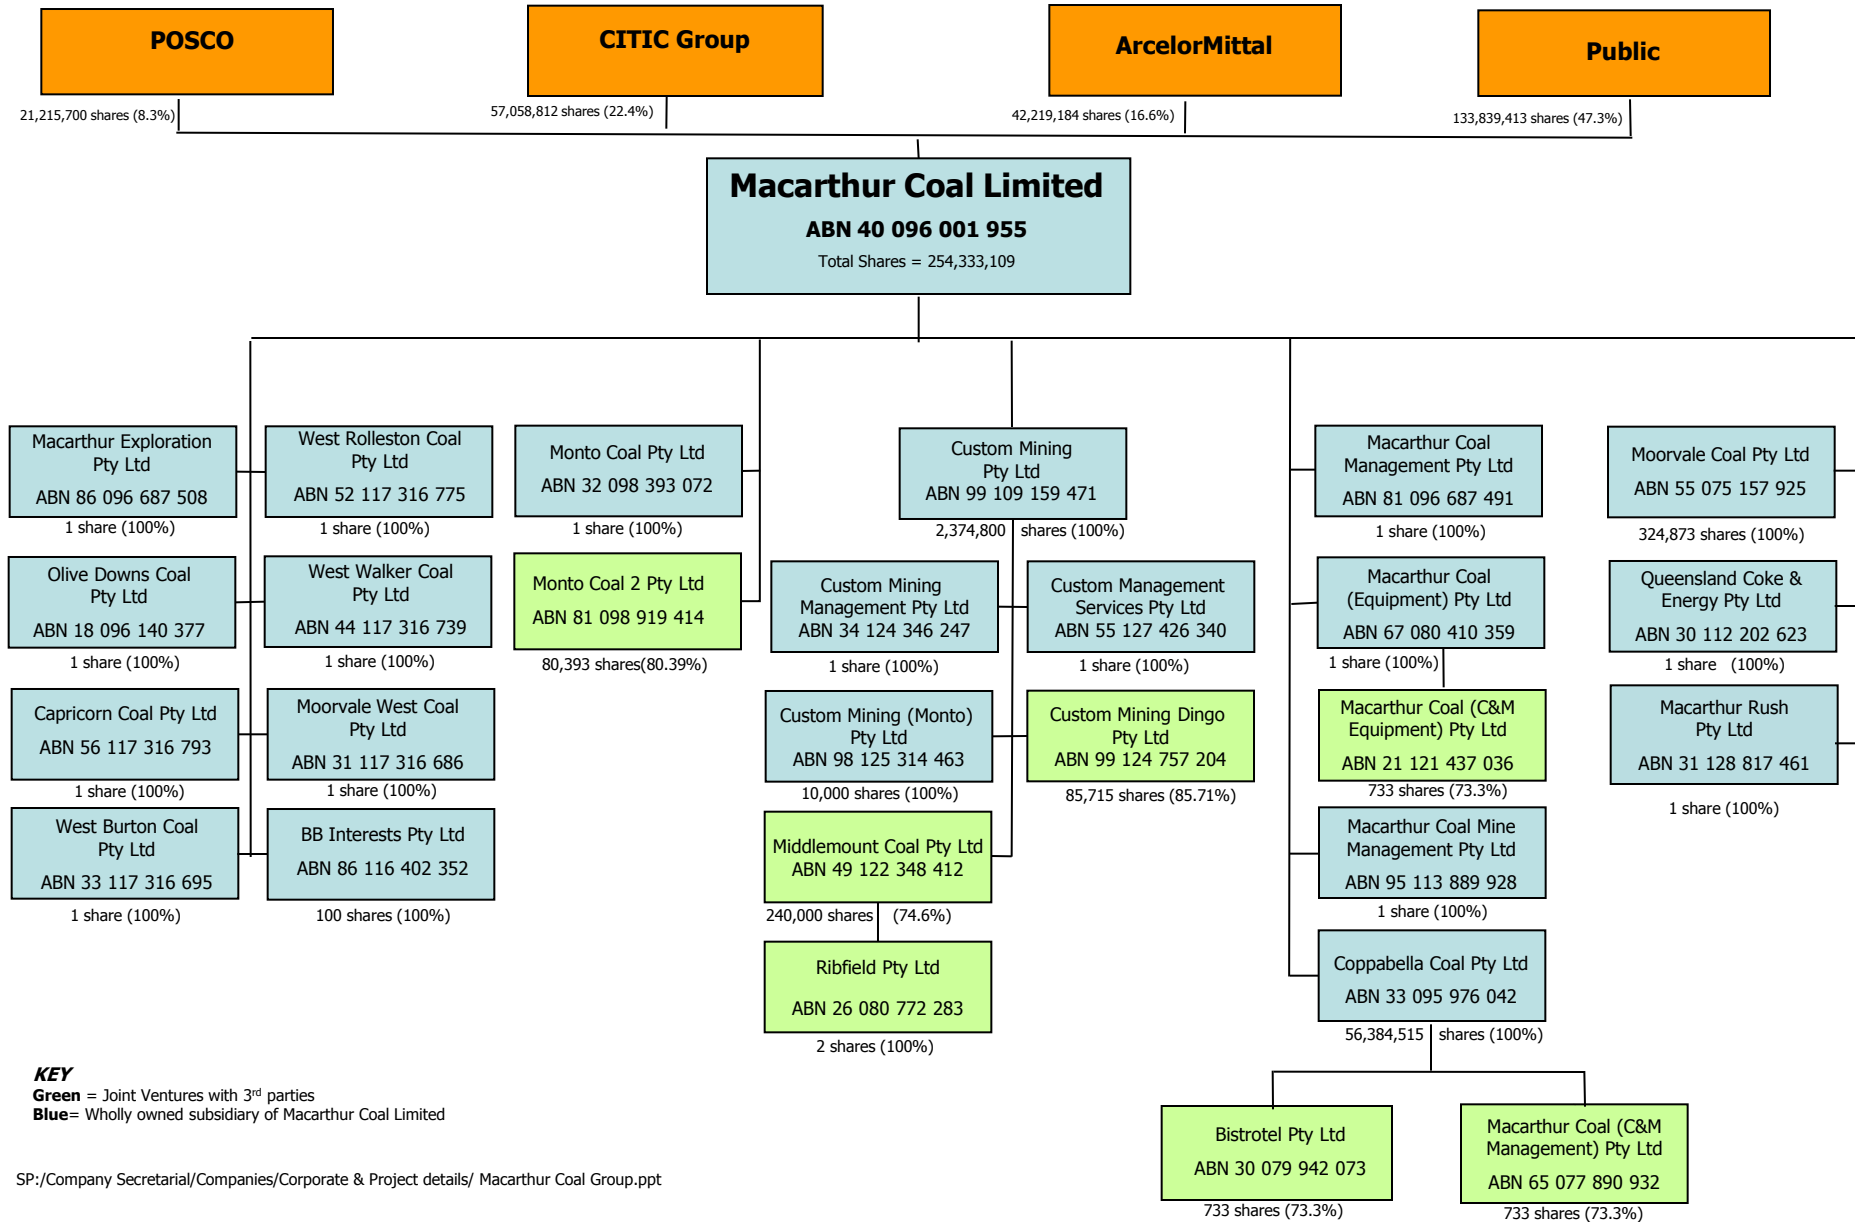 POSCO
CITIC Group
ArcelorMittal
Public
21,215,700 shares (8.3%)
57,058,812 shares (22.4%)
42,219,184 shares (16.6%)
133,839,413 shares (47.3%)
Macarthur Coal Limited
ABN 40 096 001 955
Total Shares = 254,333,109
Macarthur Exploration
Pty Ltd
ABN 86 096 687 508
1 share (100%)
West Rolleston Coal
Pty Ltd
ABN 52 117 316 775
1 share (100%)
Olive Downs Coal
Pty Ltd
ABN 18 096 140 377
1 share (100%)
West Walker Coal
Pty Ltd
ABN 44 117 316 739
1 share (100%)
Capricorn Coal Pty Ltd
ABN 56 117 316 793
1 share (100%)
Moorvale West Coal
Pty Ltd
ABN 31 117 316 686
1 share (100%)
West Burton Coal
Pty Ltd
ABN 33 117 316 695
1 share (100%)
BB Interests Pty Ltd
ABN 86 116 402 352
100 shares (100%)
Monto Coal Pty Ltd
ABN 32 098 393 072
1 share (100%)
Monto Coal 2 Pty Ltd
ABN 81 098 919 414
80,393 shares(80.39%)
Custom Mining
Pty Ltd
ABN 99 109 159 471
2,374,800 shares (100%)
Custom Mining
Management Pty Ltd
ABN 34 124 346 247
1 share (100%)
Custom Management
Services Pty Ltd
ABN 55 127 426 340
1 share (100%)
Custom Mining (Monto)
Pty Ltd
ABN 98 125 314 463
10,000 shares (100%)
Custom Mining Dingo
Pty Ltd
ABN 99 124 757 204
85,715 shares (85.71%)
Middlemount Coal Pty Ltd
ABN 49 122 348 412
240,000 shares (74.6%)
Ribfield Pty Ltd
ABN 26 080 772 283
2 shares (100%)
Macarthur Coal
Management Pty Ltd
ABN 81 096 687 491
1 share (100%)
Macarthur Coal
(Equipment) Pty Ltd
ABN 67 080 410 359
1 share (100%)
Macarthur Coal (C&M
Equipment) Pty Ltd
ABN 21 121 437 036
733 shares (73.3%)
Macarthur Coal Mine
Management Pty Ltd
ABN 95 113 889 928
1 share (100%)
Coppabella Coal Pty Ltd
ABN 33 095 976 042
56,384,515 shares (100%)
Bistrotel Pty Ltd
ABN 30 079 942 073
733 shares (73.3%)
Macarthur Coal (C&M
Management) Pty Ltd
ABN 65 077 890 932
733 shares (73.3%)
Moorvale Coal Pty Ltd
ABN 55 075 157 925
324,873 shares (100%)
Queensland Coke &
Energy Pty Ltd
ABN 30 112 202 623
1 share (100%)
Macarthur Rush
Pty Ltd
ABN 31 128 817 461
1 share (100%)
KEY
Green = Joint Ventures with 3rd parties
Blue= Wholly owned subsidiary of Macarthur Coal Limited
SP:/Company Secretarial/Companies/Corporate & Project details/ Macarthur Coal Group.ppt